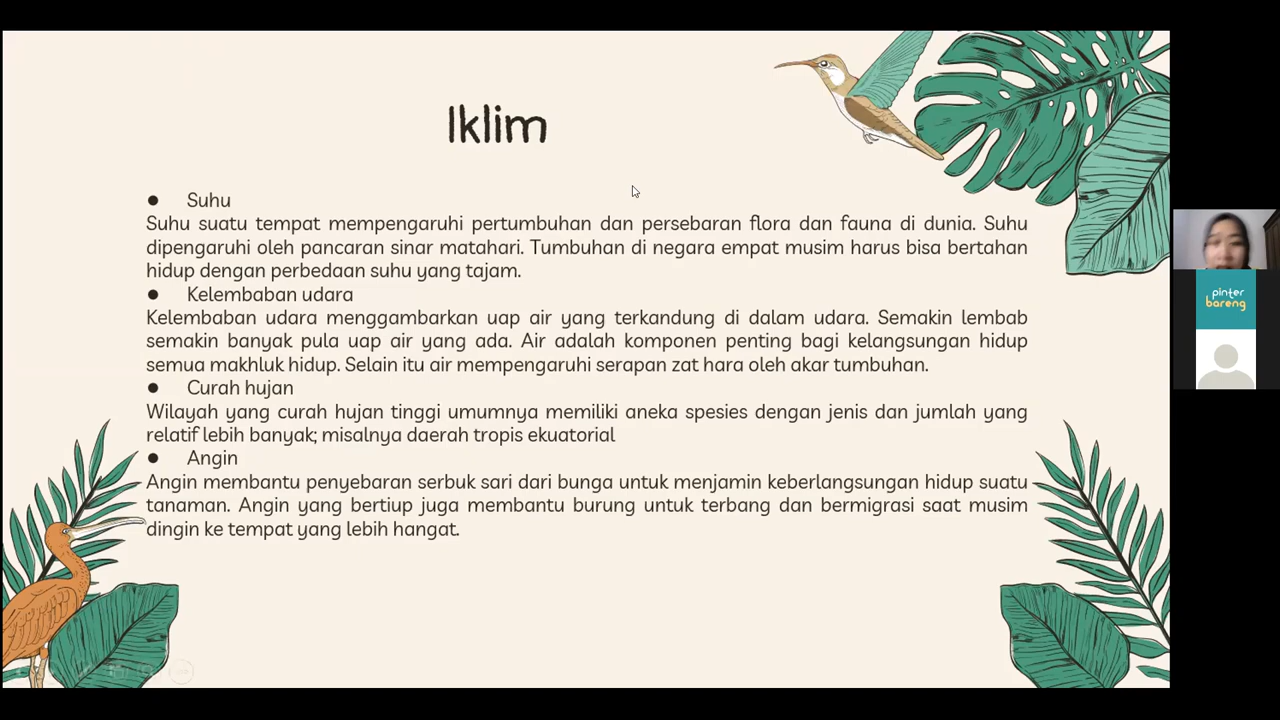 Iklim
● Suhu
Suhu suatu tempat mempengaruhi pertumbuhan dan persebaran flora dan fauna di dunia. Suhu
dipengaruhi oleh pancaran sinar matahari. Tumbuhan di negara empat musim harus bisa bertahan
hidup dengan perbedaan suhu yang tajam.
● Kelembaban udara
Kelembaban udara menggambarkan uap air yang terkandung di dalam udara. Semakin lembab
semakin banyak pula uap air yang ada. Air adalah komponen penting bagi kelangsungan hidup
semua makhluk hidup. Selain itu air mempengaruhi serapan zat hara oleh akar tumbuhan.
● Curah hujan
Wilayah yang curah hujan tinggi umumnya memiliki aneka spesies dengan jenis dan jumlah yang
relatif lebih banyak; misalnya daerah tropis ekuatorial
● Angin
Angin membantu penyebaran serbuk sari dari bunga untuk menjamin keberlangsungan hidup suatu
tanaman. Angin yang bertiup juga membantu burung untuk terbang dan bermigrasi saat musim
dingin ke tempat yang lebih hangat.
pinter
bareng